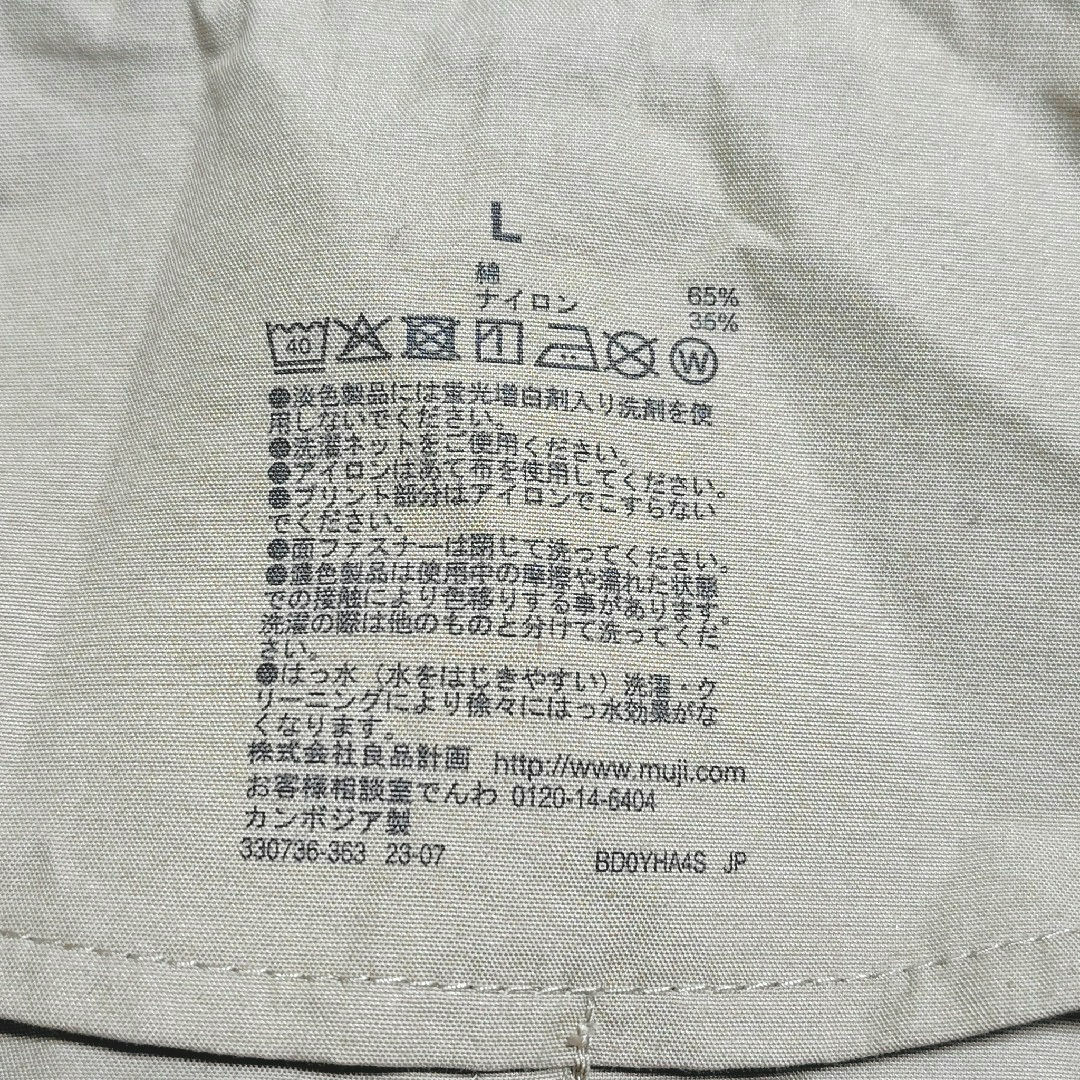 L
綿 65%
ナイロン 35%
40 W
●淡色製品には蛍光増白剤入り洗剤を使
用しないでください。
●洗濯ネットをご使用ください。
●アイロンはあて布を使用してください。
●プリント部分はアイロンでこすらない
でください。
●面ファスナーは閉じて洗ってください。
●濃色製品は使用中の摩擦や濡れた状態
での接触により色移りする事があります。
洗濯の際は他のものと分けて洗ってくだ
さい。
●はっ水（水をはじきやすい）洗濯・ク
リーニングにより徐々にはっ水効果がな
くなります。
株式会社良品計画 http://www.muji.com
お客様相談室でんわ 0120-14-6404
カンボジア製
330736-363 23-07 BD0YHA4S JP